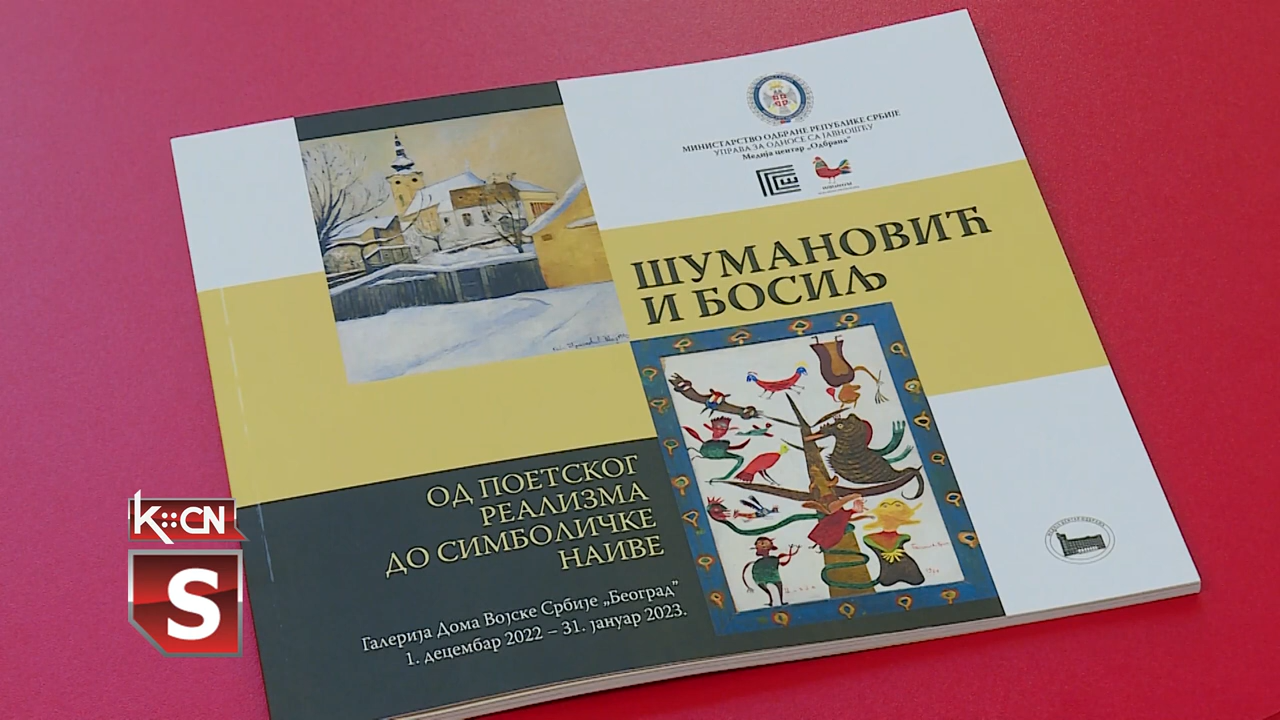 МИНИСТАРСТВО ОДБРАНЕ РЕПУБЛИКЕ СРБИЈЕ
УПРАВА ЗА ОДНОСЕ СА ЈАВНОШЋУ
Медија центар „Одбрана”
ШУМАНОВИЋ
И БОСИЉ
ОД ПОЕТСКОГ
РЕАЛИЗМА
ДО СИМБОЛИЧКЕ
НАИВЕ
Галерија Дома Војске Србије „Београд”
1. децембар 2022 – 31. јануар 2023.
K::CN
S